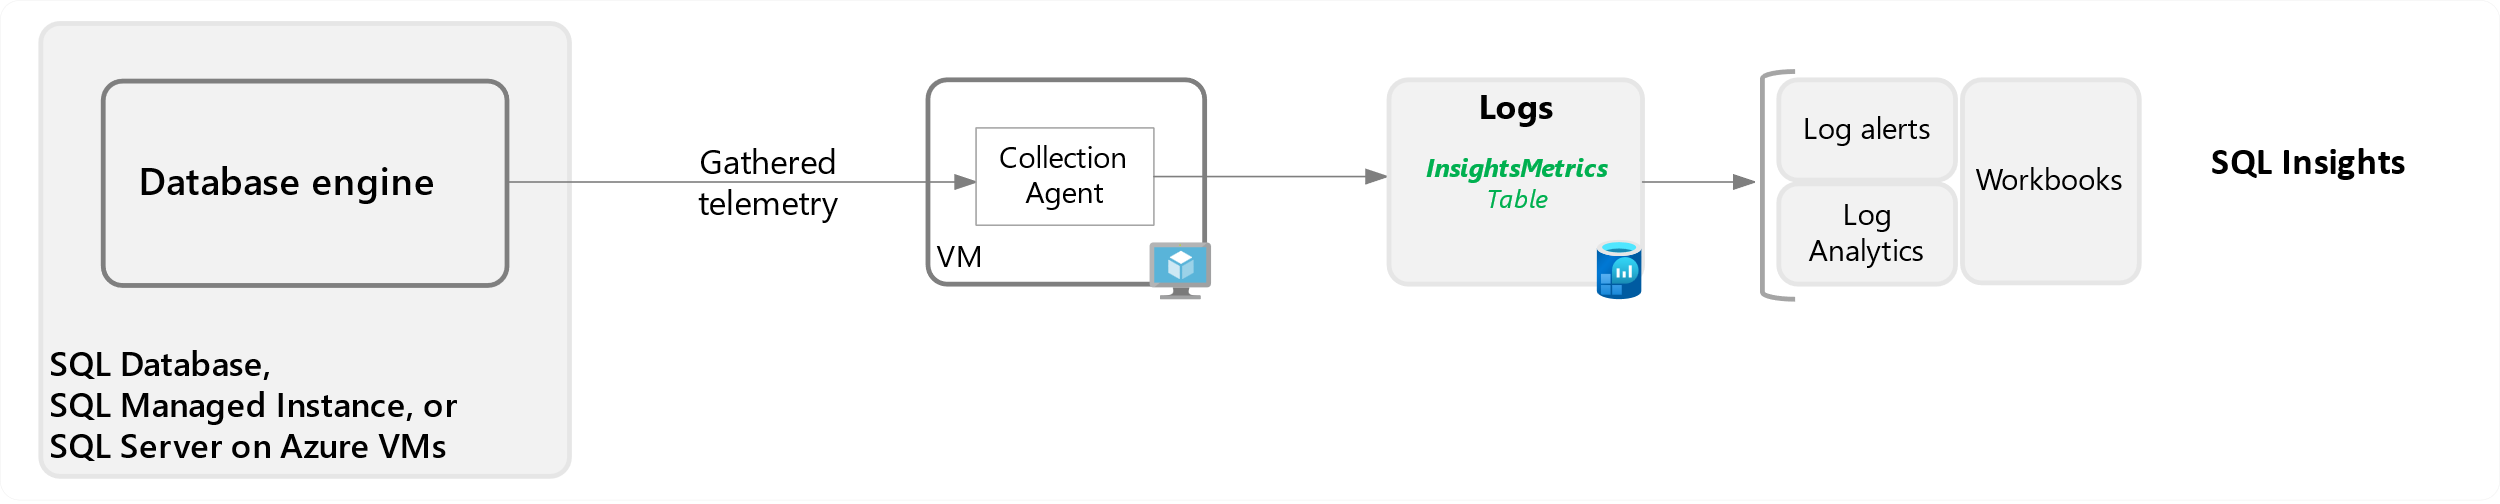 Database engine
SQL Database,
SQL Managed Instance, or
SQL Server on Azure VMs
Gathered
telemetry
Collection
Agent
VM
Logs
InsightsMetrics
Table
Log alerts
Log
Analytics
Workbooks
SQL Insights